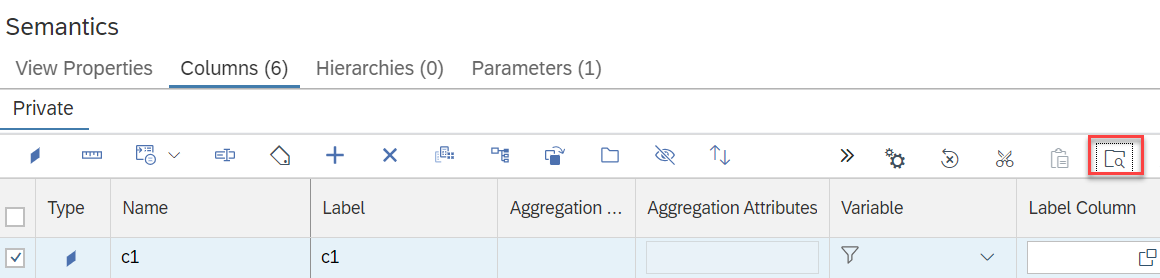 Semantics
View Properties Columns (6) Hierarchies (0) Parameters (1)
Private
Type Name Label Aggregation ... Aggregation Attributes Variable Label Column
c1 c1